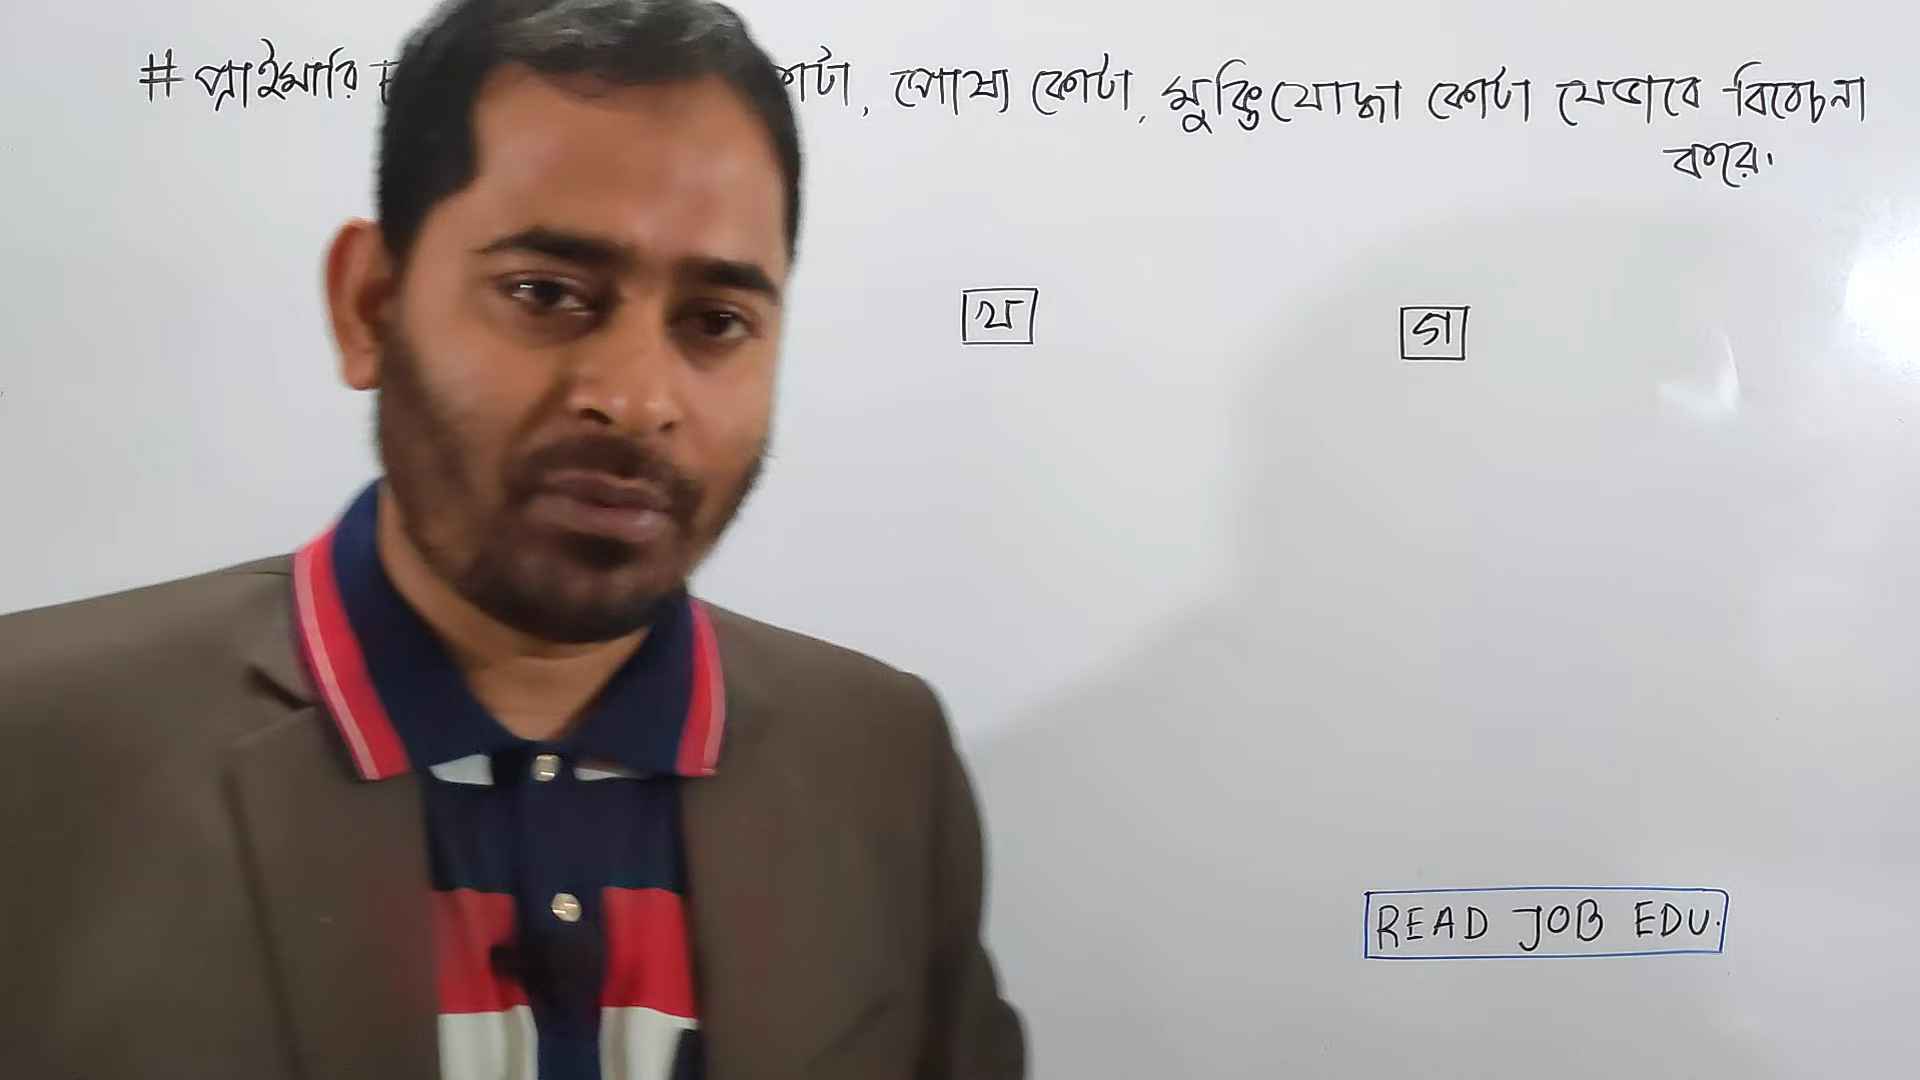 # প্রাইমারি কোটা, পোষ্য কোটা, মুক্তিযোদ্ধা কোটা যেভাবে বিবেচনা
করে.
খ
গ
READ JOB EDU.